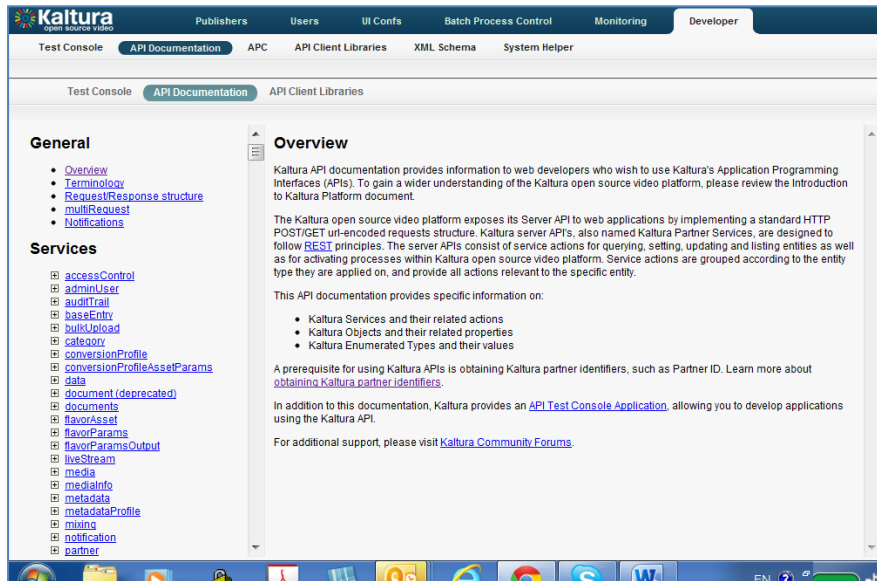 Kaltura
open source video
Publishers Users UI Confs Batch Process Control Monitoring Developer
Test Console API Documentation APC API Client Libraries XML Schema System Helper
Test Console API Documentation API Client Libraries
General
Overview
Terminology
Request/Response structure
multiRequest
Notifications
Services
accessControl
adminUser
auditTrail
baseEntry
bulkUpload
category
conversionProfile
conversionProfileAssetParams
data
document (deprecated)
documents
flavorAsset
flavorParams
flavorParamsOutput
liveStream
media
mediaInfo
metadata
metadataProfile
mixing
notification
partner
Overview
Kaltura API documentation provides information to web developers who wish to use Kaltura's Application Programming
Interfaces (APIs). To gain a wider understanding of the Kaltura open source video platform, please review the Introduction
to Kaltura Platform document.
The Kaltura open source video platform exposes its Server API to web applications by implementing a standard HTTP
POST/GET url-encoded requests structure. Kaltura server API's, also named Kaltura Partner Services, are designed to
follow REST principles. The server APIs consist of service actions for querying, setting, updating and listing entities as well
as for activating processes within Kaltura open source video platform. Service actions are grouped according to the entity
type they are applied on, and provide all actions relevant to the specific entity.
This API documentation provides specific information on:
Kaltura Services and their related actions
Kaltura Objects and their related properties
Kaltura Enumerated Types and their values
A prerequisite for using Kaltura APIs is obtaining Kaltura partner identifiers, such as Partner ID. Learn more about
obtaining Kaltura partner identifiers.
In addition to this documentation, Kaltura provides an API Test Console Application, allowing you to develop applications
using the Kaltura API.
For additional support, please visit Kaltura Community Forums.
EN